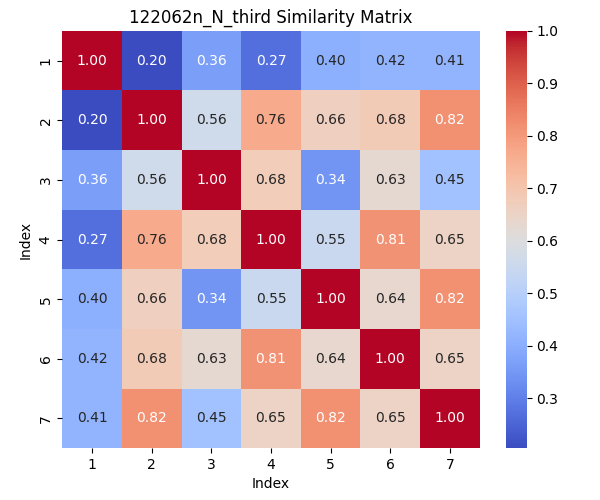 122062n_N_third Similarity Matrix
1 1.00 0.20 0.36 0.27 0.40 0.42 0.41
2 0.20 1.00 0.56 0.76 0.66 0.68 0.82
3 0.36 0.56 1.00 0.68 0.34 0.63 0.45
4 0.27 0.76 0.68 1.00 0.55 0.81 0.65
5 0.40 0.66 0.34 0.55 1.00 0.64 0.82
6 0.42 0.68 0.63 0.81 0.64 1.00 0.65
7 0.41 0.82 0.45 0.65 0.82 0.65 1.00
1 2 3 4 5 6 7
Index
Index
1.0
0.9
0.8
0.7
0.6
0.5
0.4
0.3